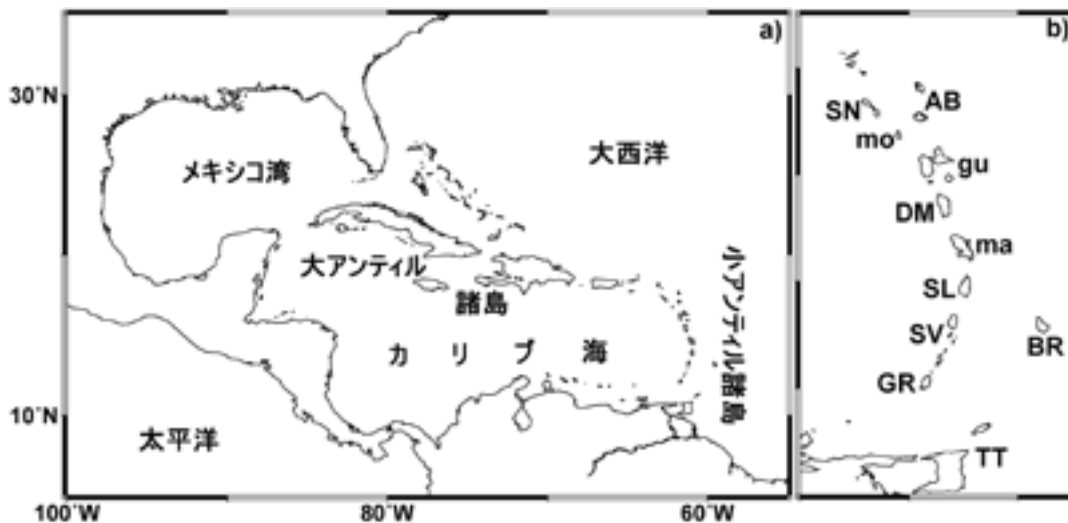 a)
b)
30°N
10°N
メキシコ湾
大西洋
大アンティル
諸島
カリブ海
小アンティル諸島
太平洋
100°W
80°W
60°W
SN
AB
mo
gu
DM
ma
SL
SV
BR
GR
TT